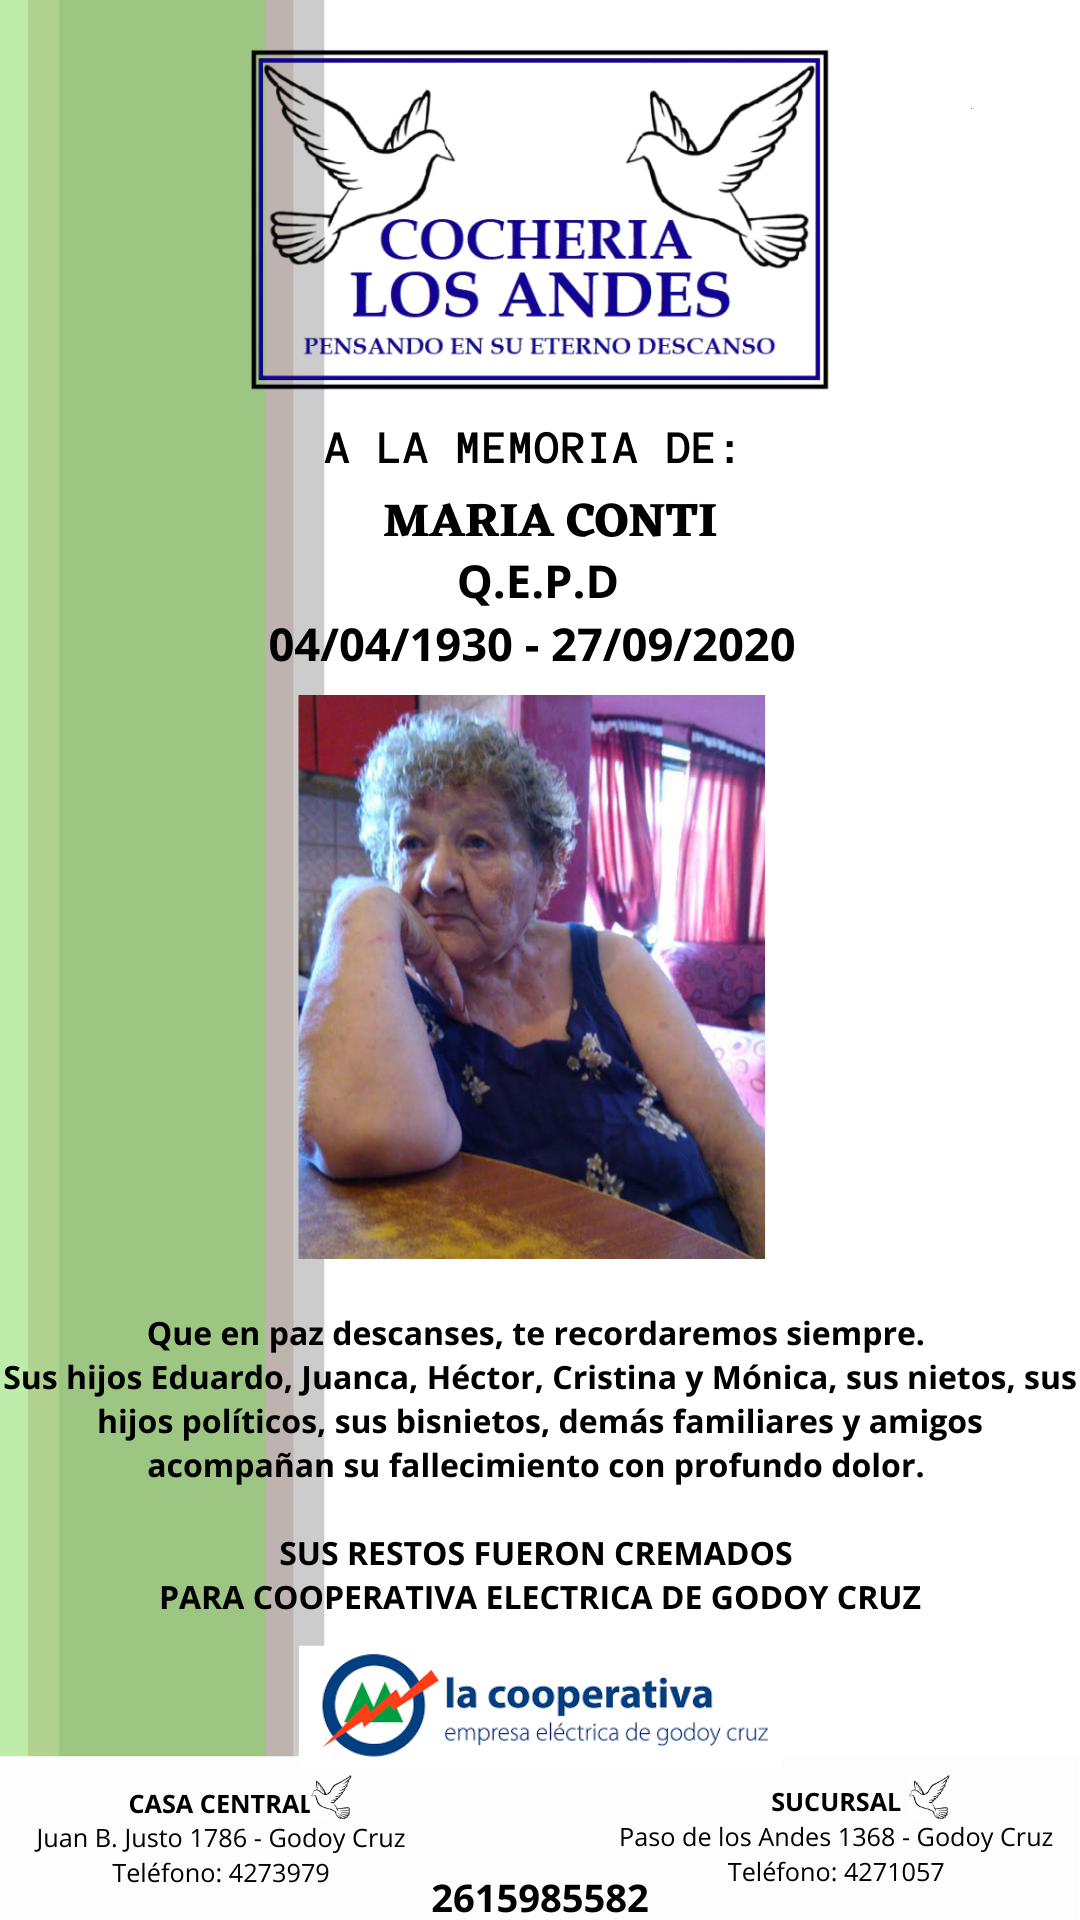 COCHERIA
LOS ANDES
PENSANDO EN SU ETERNO DESCANSO
A LA MEMORIA DE:
MARIA CONTI
Q.E.P.D
04/04/1930 - 27/09/2020
Que en paz descanses, te recordaremos siempre.
Sus hijos Eduardo, Juanca, Héctor, Cristina y Mónica, sus nietos, sus
hijos políticos, sus bisnietos, demás familiares y amigos
acompañan su fallecimiento con profundo dolor.
SUS RESTOS FUERON CREMADOS
PARA COOPERATIVA ELECTRICA DE GODOY CRUZ
la cooperativa
empresa eléctrica de godoy cruz
CASA CENTRAL
Juan B. Justo 1786 - Godoy Cruz
Teléfono: 4273979
SUCURSAL
Paso de los Andes 1368 - Godoy Cruz
Teléfono: 4271057
2615985582